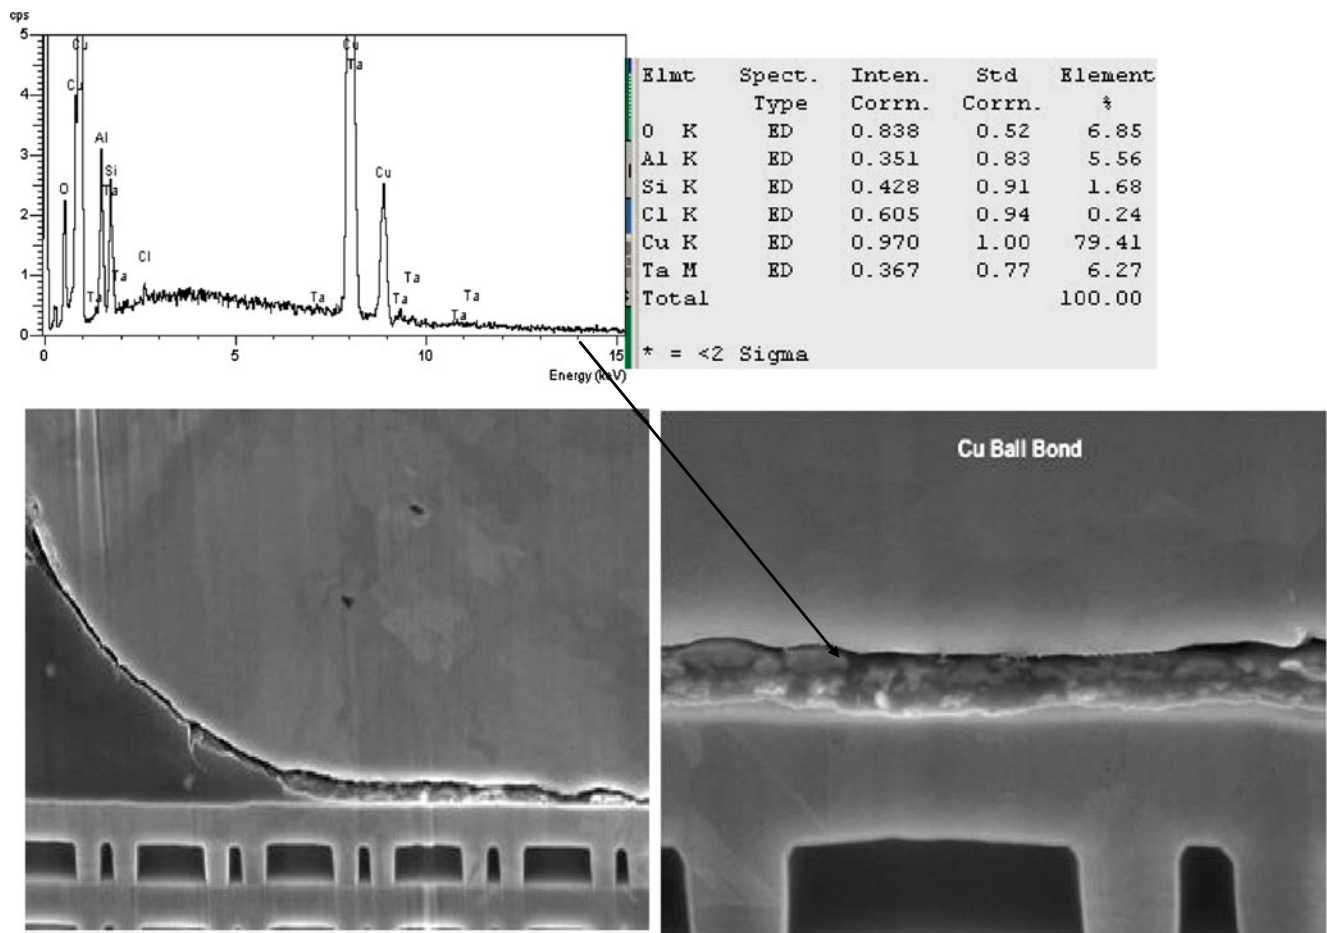 cps
5
Cu
Cu
Ta
4
Cu
Al
3
Si
Cu
O
Ta
2
Cl
1
Ta
Ta
Ta
Ta
Ta
Ta
Ta
0
0 5 10 15
Energy (keV)
Elmt Spect. Inten. Std Element
Type Corrn. Corrn. %
O K ED 0.838 0.52 6.85
Al K ED 0.351 0.83 5.56
Si K ED 0.428 0.91 1.68
Cl K ED 0.605 0.94 0.24
Cu K ED 0.970 1.00 79.41
Ta M ED 0.367 0.77 6.27
Total 100.00
* = <2 Sigma
Cu Ball Bond